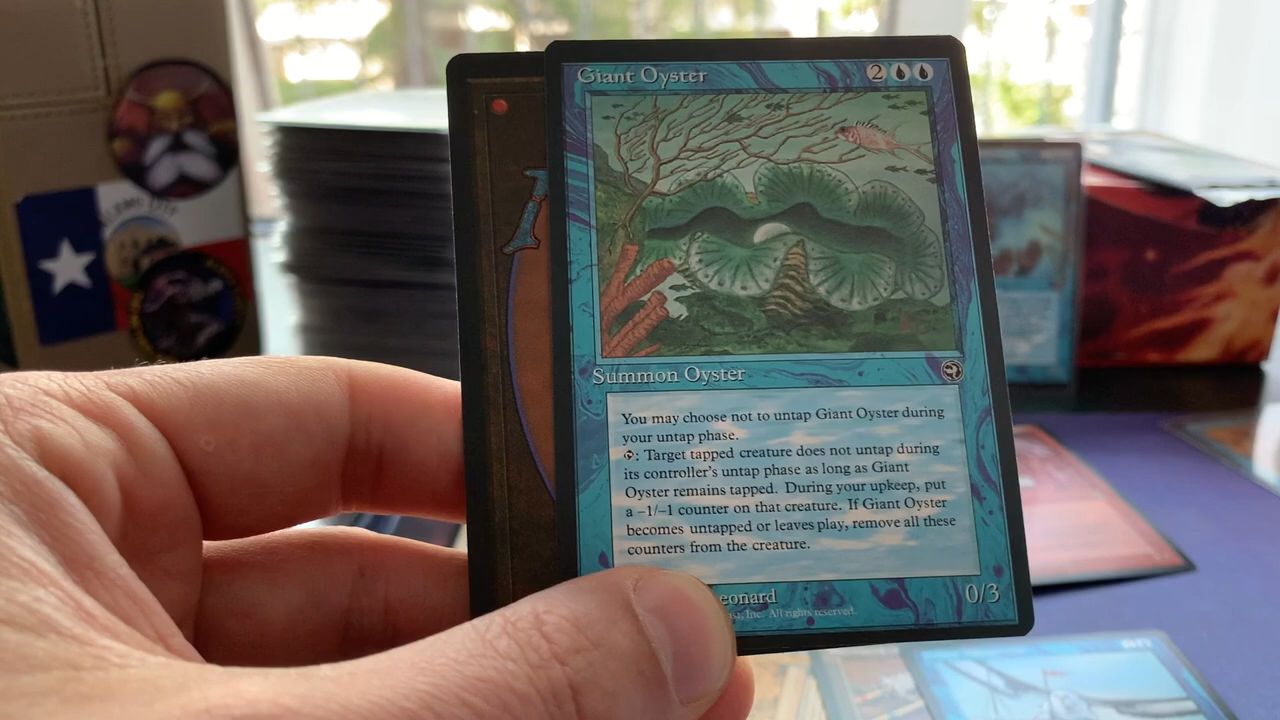 Giant Oyster
2
Summon Oyster
You may choose not to untap Giant Oyster during
your untap phase.
: Target tapped creature does not untap during
its controller's untap phase as long as Giant
Oyster remains tapped. During your upkeep, put
a –1/–1 counter on that creature. If Giant Oyster
becomes untapped or leaves play, remove all these
counters from the creature.
eonard
0/3
Inc. All rights reserved.